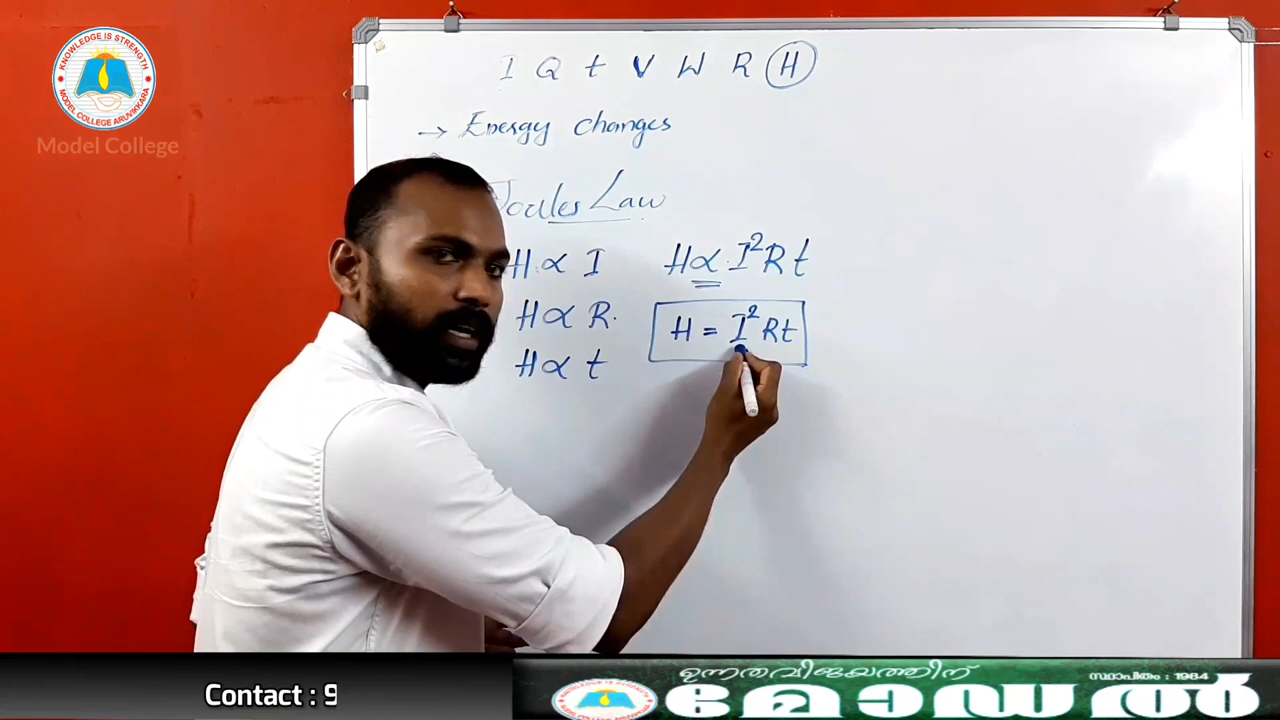 KNOWLEDGE IS STRENGTH
MODEL COLLEGE ARUVIKKARA
Model College
I Q t V W R H
→ Energy changes
Joules Law
H ∝ I
H ∝ R.
H ∝ t
H ∝ I²Rt
H = I²Rt
Contact : 9
ഉന്നതവിജയത്തിന്
സ്ഥാപിതം : 1984
മോഡൽ